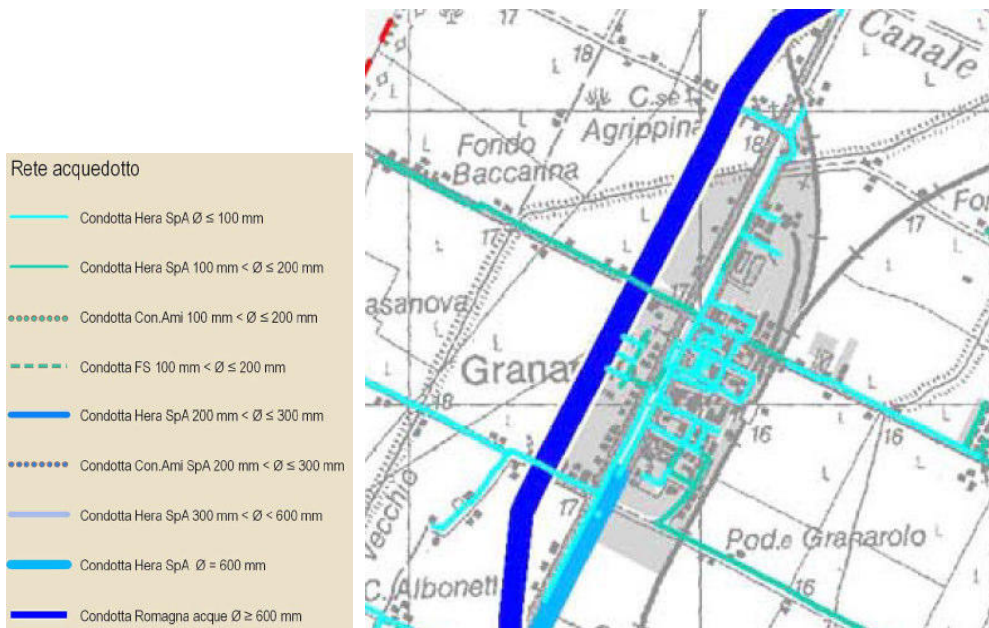 Rete acquedotto
Condotta Hera SpA Ø ≤ 100 mm
Condotta Hera SpA 100 mm < Ø ≤ 200 mm
Condotta Con.Ami 100 mm < Ø ≤ 200 mm
Condotta FS 100 mm < Ø ≤ 200 mm
Condotta Hera SpA 200 mm < Ø ≤ 300 mm
Condotta Con.Ami SpA 200 mm < Ø ≤ 300 mm
Condotta Hera SpA 300 mm < Ø < 600 mm
Condotta Hera SpA Ø = 600 mm
Condotta Romagna acque Ø ≥ 600 mm
17
18
Canale
C.se
Agrippina
18
Fondo
Baccarina
17
17
17
asanova
Grana
18
16
16
17
Vecchio
Pod.e Granarolo
16
C. Albonetti